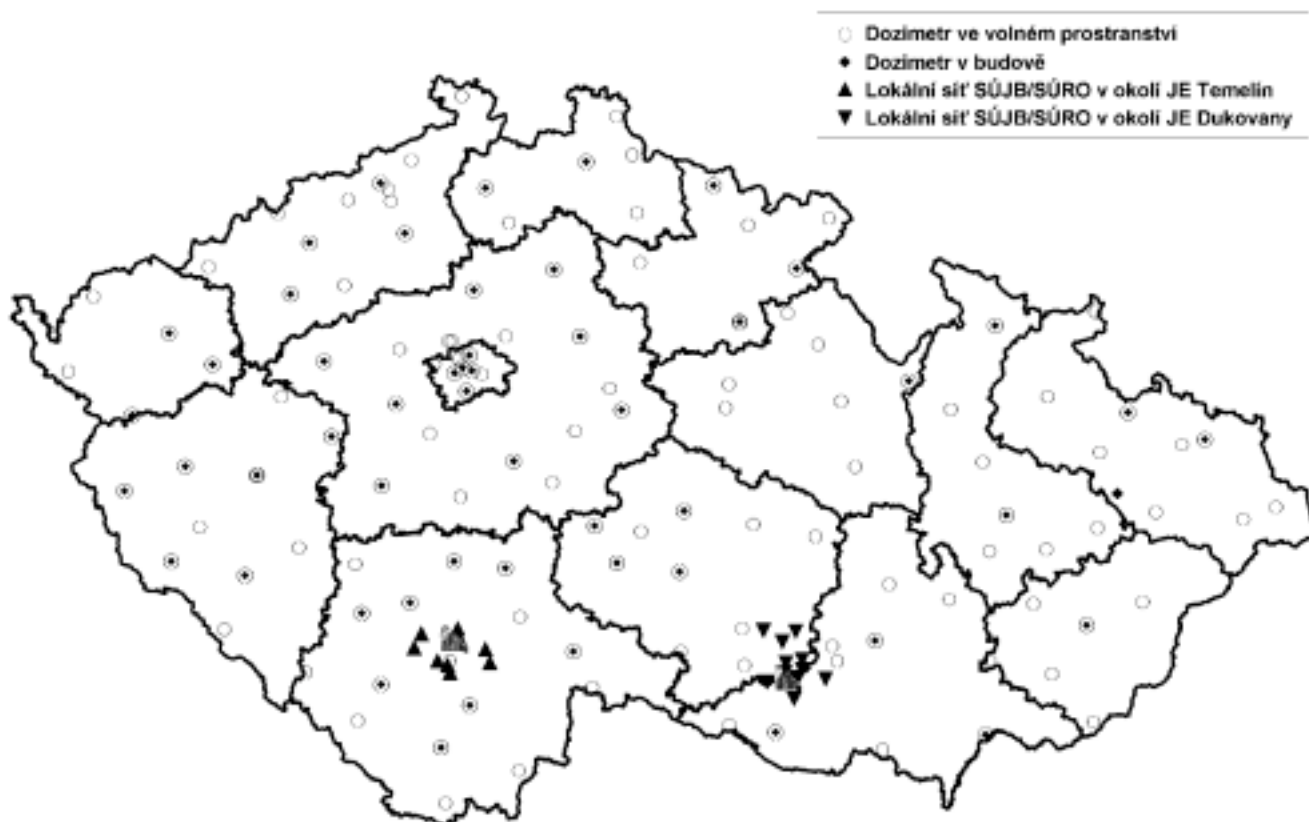 Dozimetr ve volném prostranství
Dozimetr v budově
Lokální síť SÚJB/SÚRO v okolí JE Temelín
Lokální síť SÚJB/SÚRO v okolí JE Dukovany